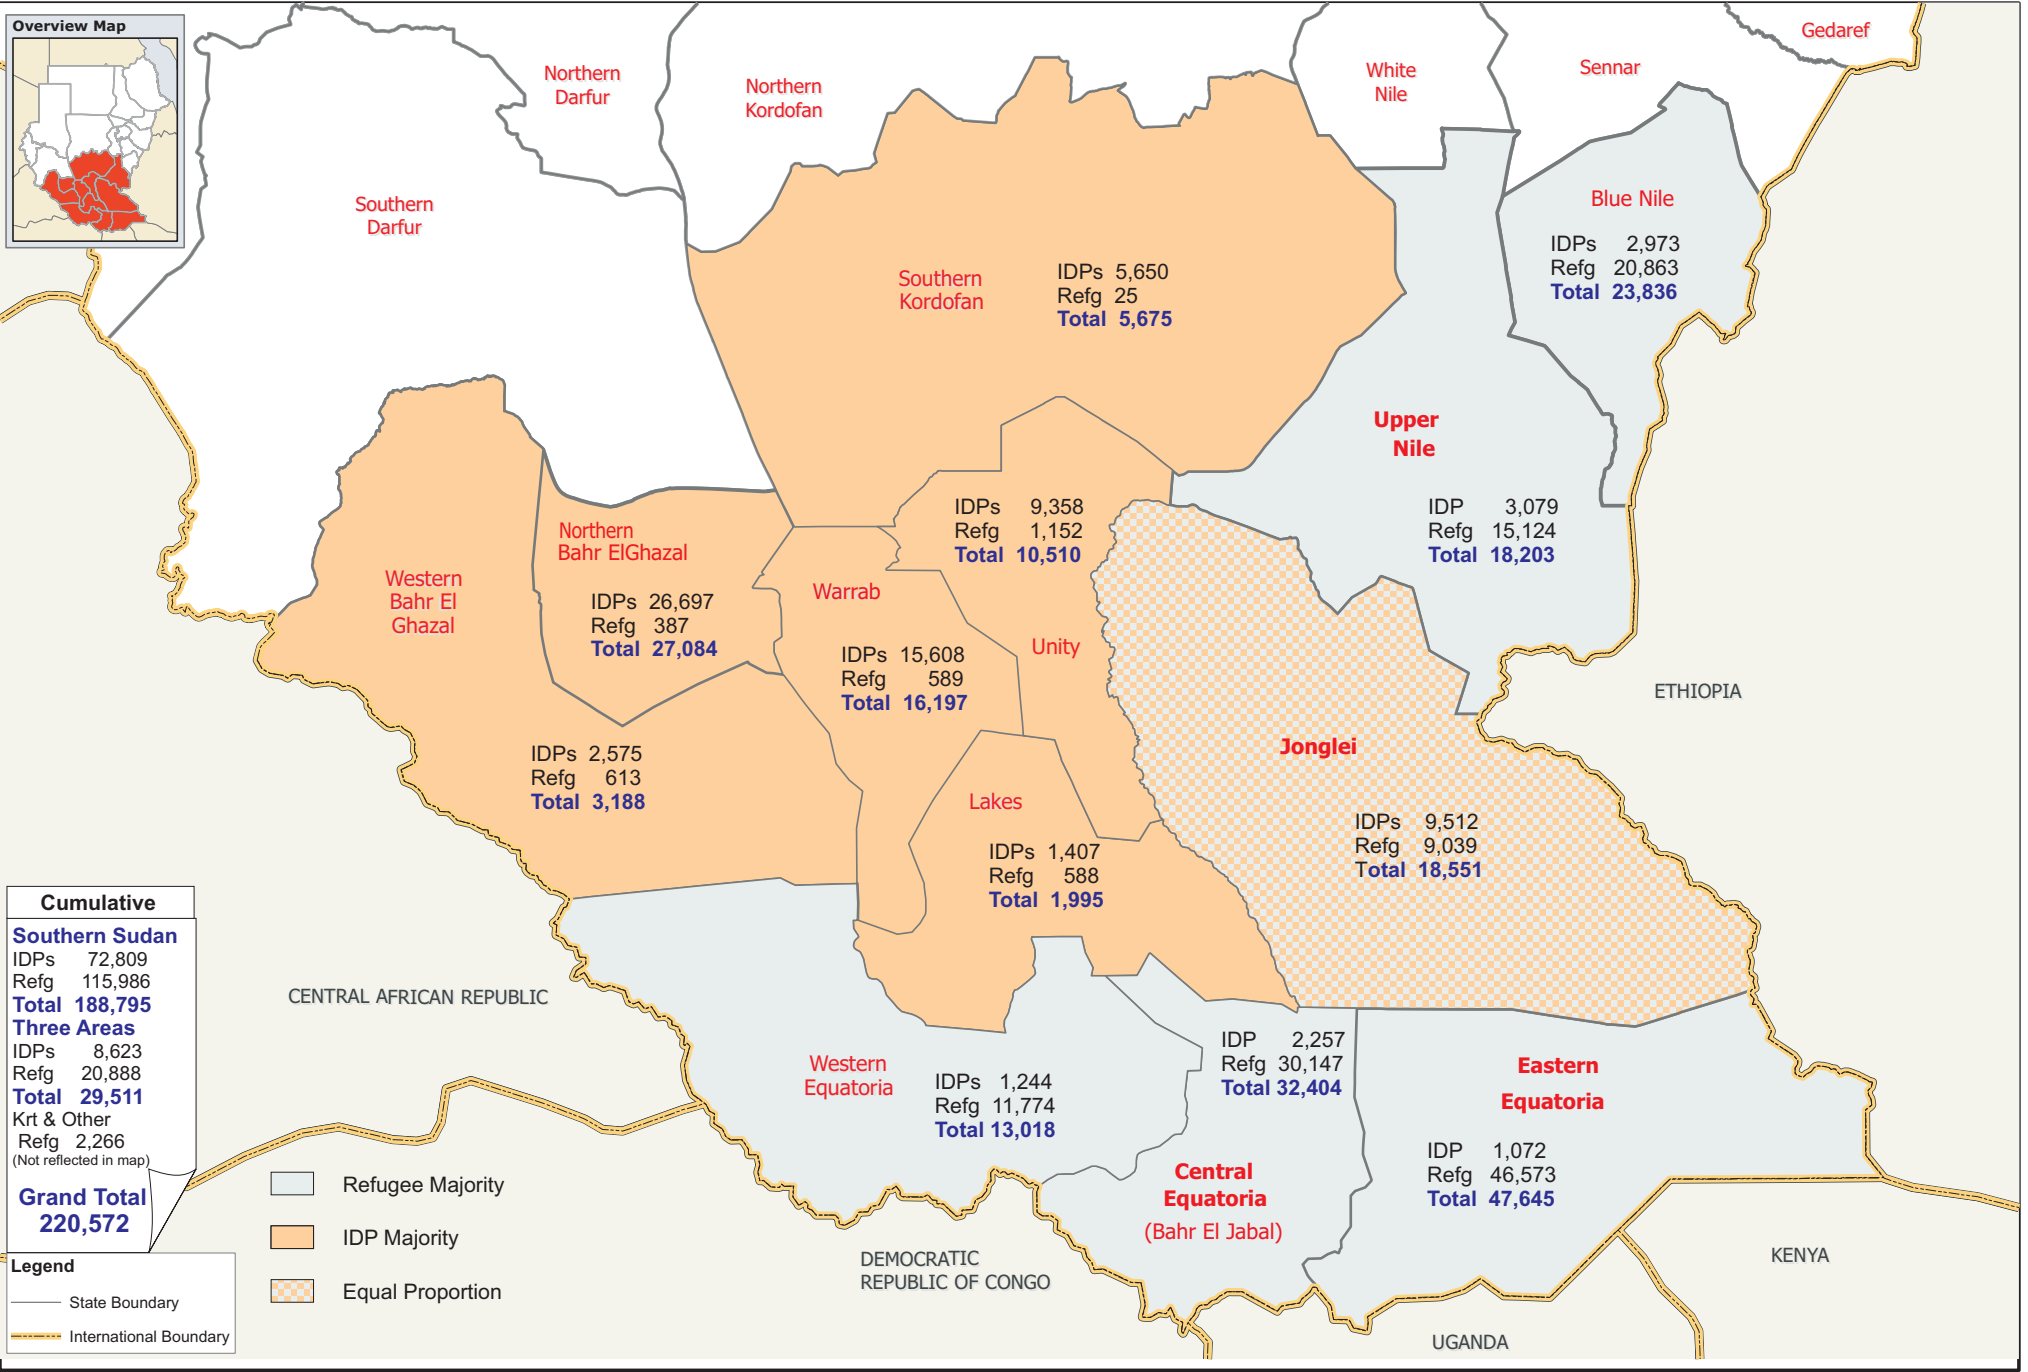 Overview Map
Gedaref
Northern
Darfur
Northern
Kordofan
White
Nile
Sennar
Southern
Darfur
Blue Nile
IDPs 2,973
Refg 20,863
Total 23,836
Southern
Kordofan
IDPs 5,650
Refg 25
Total 5,675
Upper
Nile
IDP 3,079
Refg 15,124
Total 18,203
IDPs 9,358
Refg 1,152
Total 10,510
Unity
Northern
Bahr ElGhazal
IDPs 26,697
Refg 387
Total 27,084
Western
Bahr El
Ghazal
IDPs 2,575
Refg 613
Total 3,188
Warrab
IDPs 15,608
Refg 589
Total 16,197
ETHIOPIA
Jonglei
IDPs 9,512
Refg 9,039
Total 18,551
Lakes
IDPs 1,407
Refg 588
Total 1,995
CENTRAL AFRICAN REPUBLIC
Western
Equatoria
IDPs 1,244
Refg 11,774
Total 13,018
IDP 2,257
Refg 30,147
Total 32,404
Central
Equatoria
(Bahr El Jabal)
Eastern
Equatoria
IDP 1,072
Refg 46,573
Total 47,645
DEMOCRATIC
REPUBLIC OF CONGO
UGANDA
KENYA
Cumulative
Southern Sudan
IDPs 72,809
Refg 115,986
Total 188,795
Three Areas
IDPs 8,623
Refg 20,888
Total 29,511
Krt & Other
Refg 2,266
(Not reflected in map)
Grand Total
220,572
Legend
State Boundary
International Boundary
Refugee Majority
IDP Majority
Equal Proportion